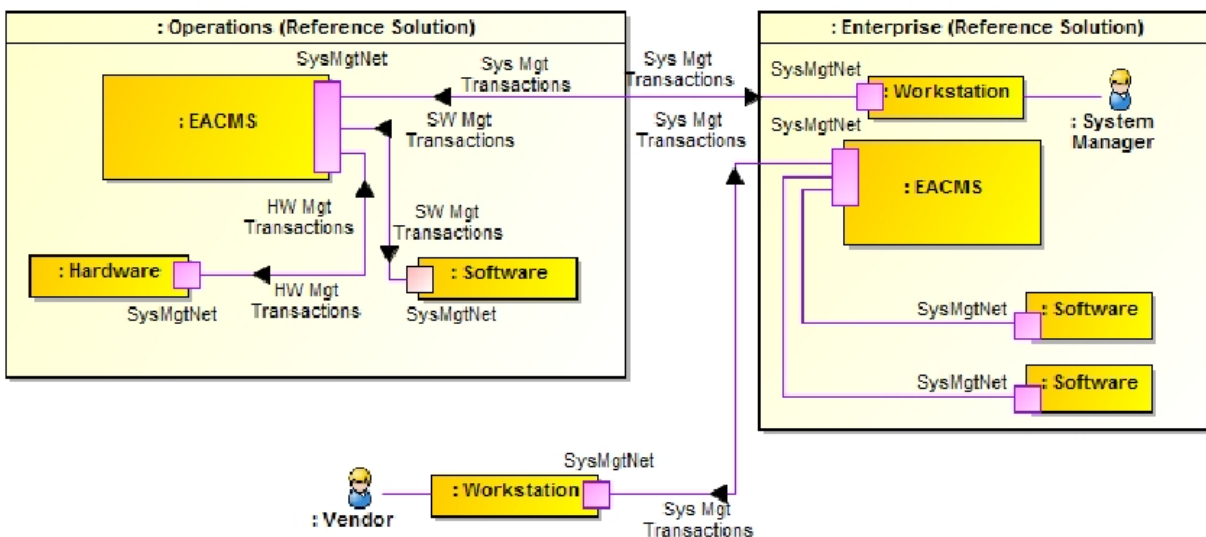 : Operations (Reference Solution)
SysMgtNet
: EACMS
Sys Mgt
Transactions
SW Mgt
Transactions
HW Mgt
Transactions
SW Mgt
Transactions
: Hardware
SysMgtNet
HW Mgt
Transactions
: Software
SysMgtNet
Sys Mgt
Transactions
Sys Mgt
Transactions
: Enterprise (Reference Solution)
SysMgtNet
: Workstation
: System
Manager
SysMgtNet
: EACMS
SysMgtNet
: Software
SysMgtNet
: Software
: Vendor
: Workstation
SysMgtNet
Sys Mgt
Transactions